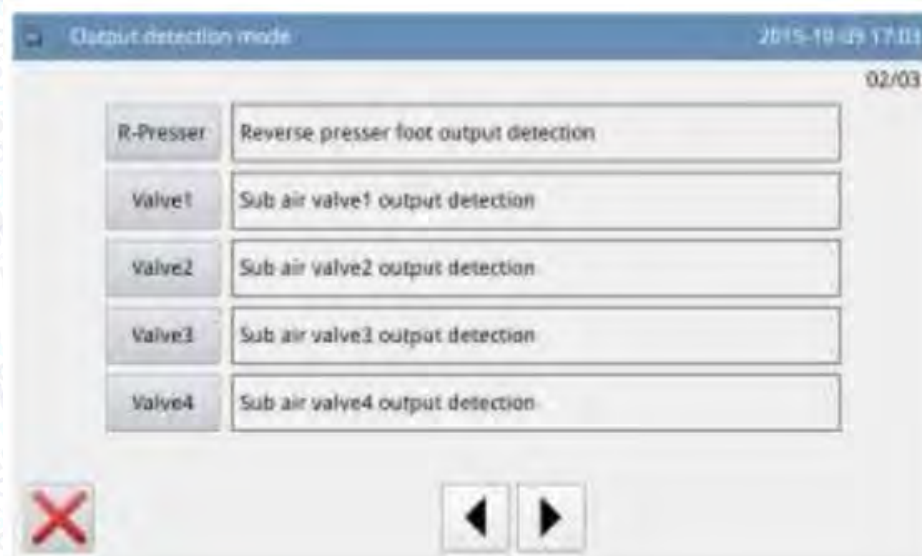 Output detection mode 2015-10-09 17:03
02/03
R-Presser Reverse presser foot output detection
Valve1 Sub air valve1 output detection
Valve2 Sub air valve2 output detection
Valve3 Sub air valve3 output detection
Valve4 Sub air valve4 output detection